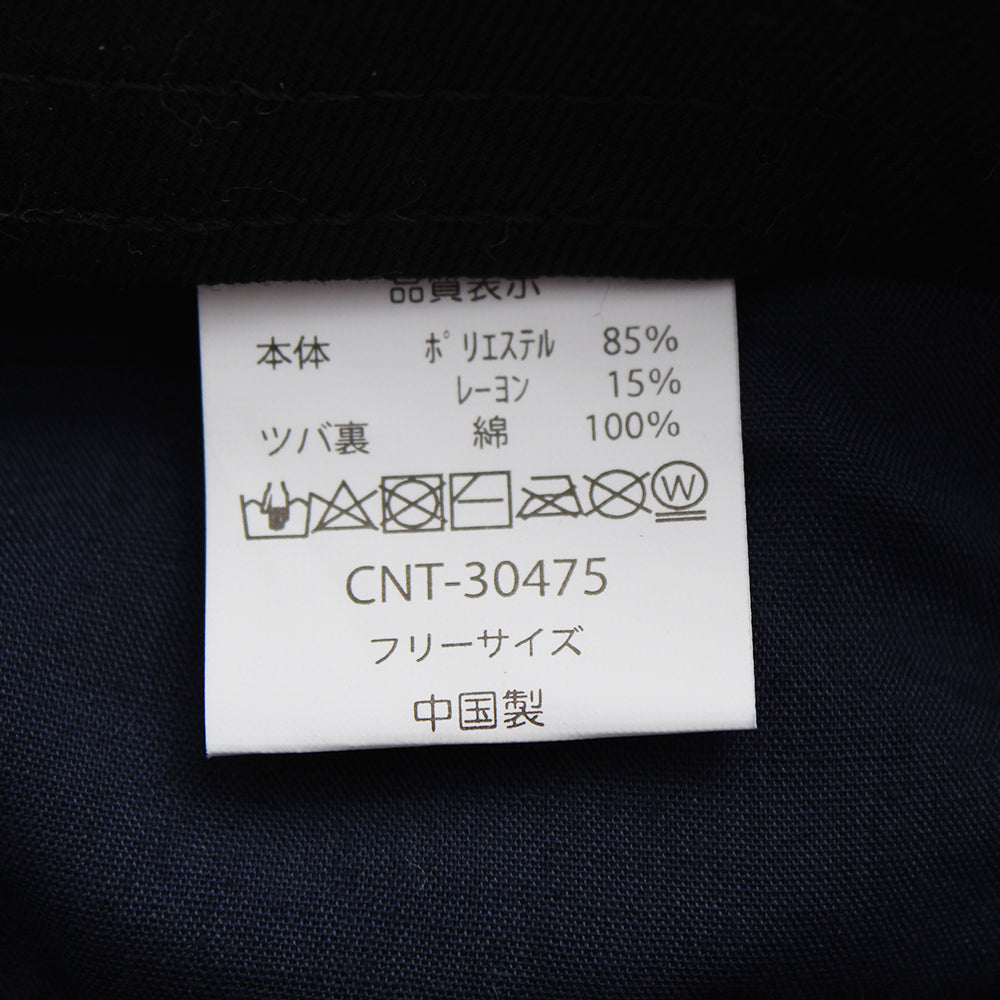 品質表示
本体 ポリエステル 85%
レーヨン 15%
ツバ裏 綿 100%
W
CNT-30475
フリーサイズ
中国製